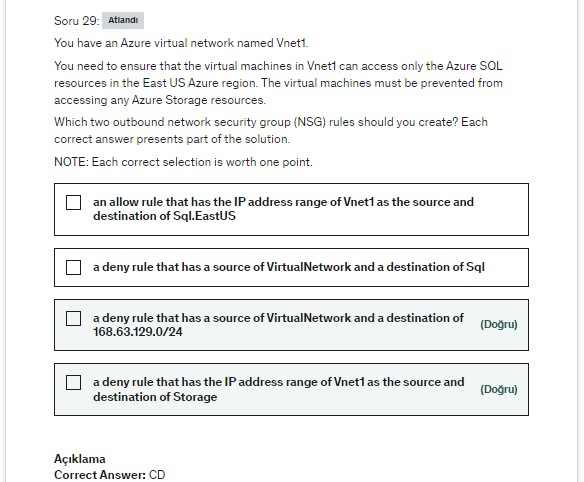 Soru 29: Atlandı
You have an Azure virtual network named Vnet1.
You need to ensure that the virtual machines in Vnet1 can access only the Azure SQL
resources in the East US Azure region. The virtual machines must be prevented from
accessing any Azure Storage resources.
Which two outbound network security group (NSG) rules should you create? Each
correct answer presents part of the solution.
NOTE: Each correct selection is worth one point.
an allow rule that has the IP address range of Vnet1 as the source and
destination of Sql.EastUS
a deny rule that has a source of VirtualNetwork and a destination of Sql
a deny rule that has a source of VirtualNetwork and a destination of
168.63.129.0/24
(Doğru)
a deny rule that has the IP address range of Vnet1 as the source and
destination of Storage
(Doğru)
Açıklama
Correct Answer: CD